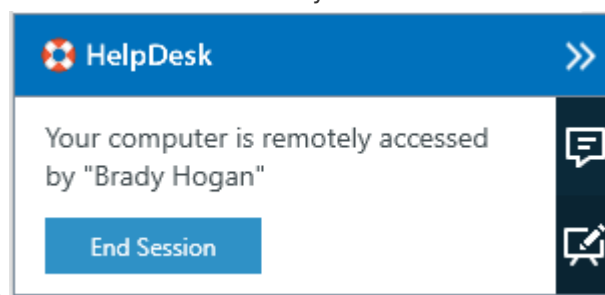 HelpDesk
Your computer is remotely accessed
by "Brady Hogan"
End Session